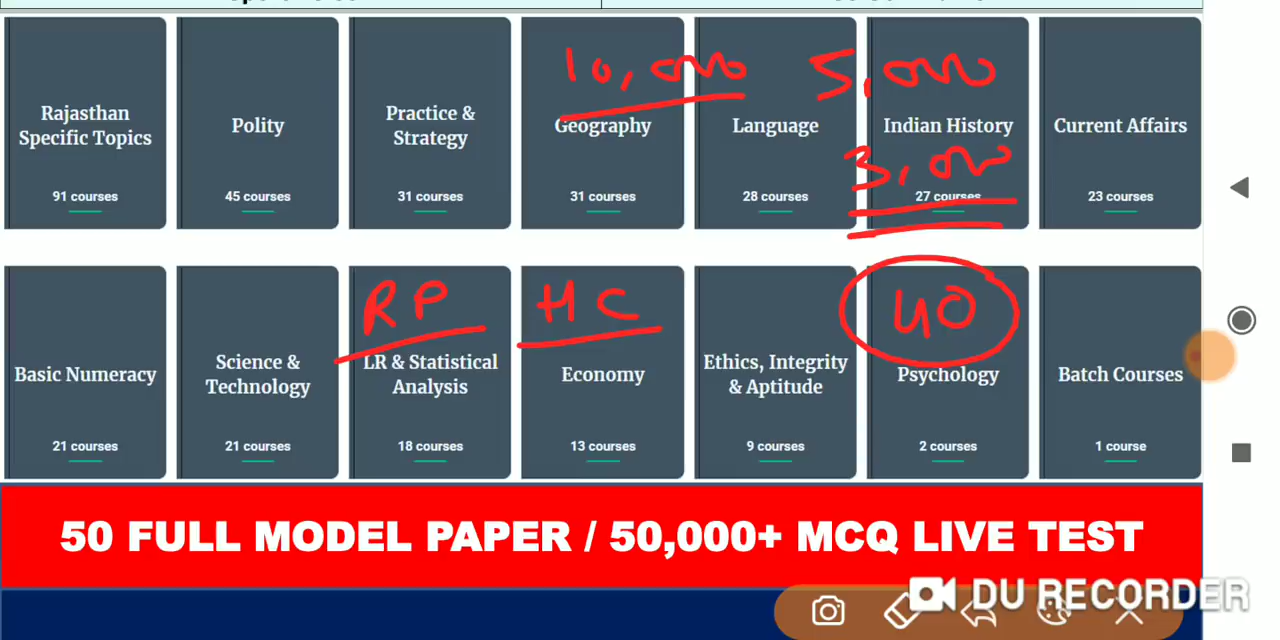 Rajasthan
Specific Topics
91 courses
Polity
45 courses
Practice &
Strategy
31 courses
10,000
Geography
31 courses
Language
28 courses
5,000
Indian History
3,000
27 courses
Current Affairs
23 courses
Basic Numeracy
21 courses
Science &
Technology
21 courses
RP
LR & Statistical
Analysis
18 courses
HC
Economy
13 courses
Ethics, Integrity
& Aptitude
9 courses
40
Psychology
2 courses
Batch Courses
1 course
50 FULL MODEL PAPER / 50,000+ MCQ LIVE TEST
DU RECORDER